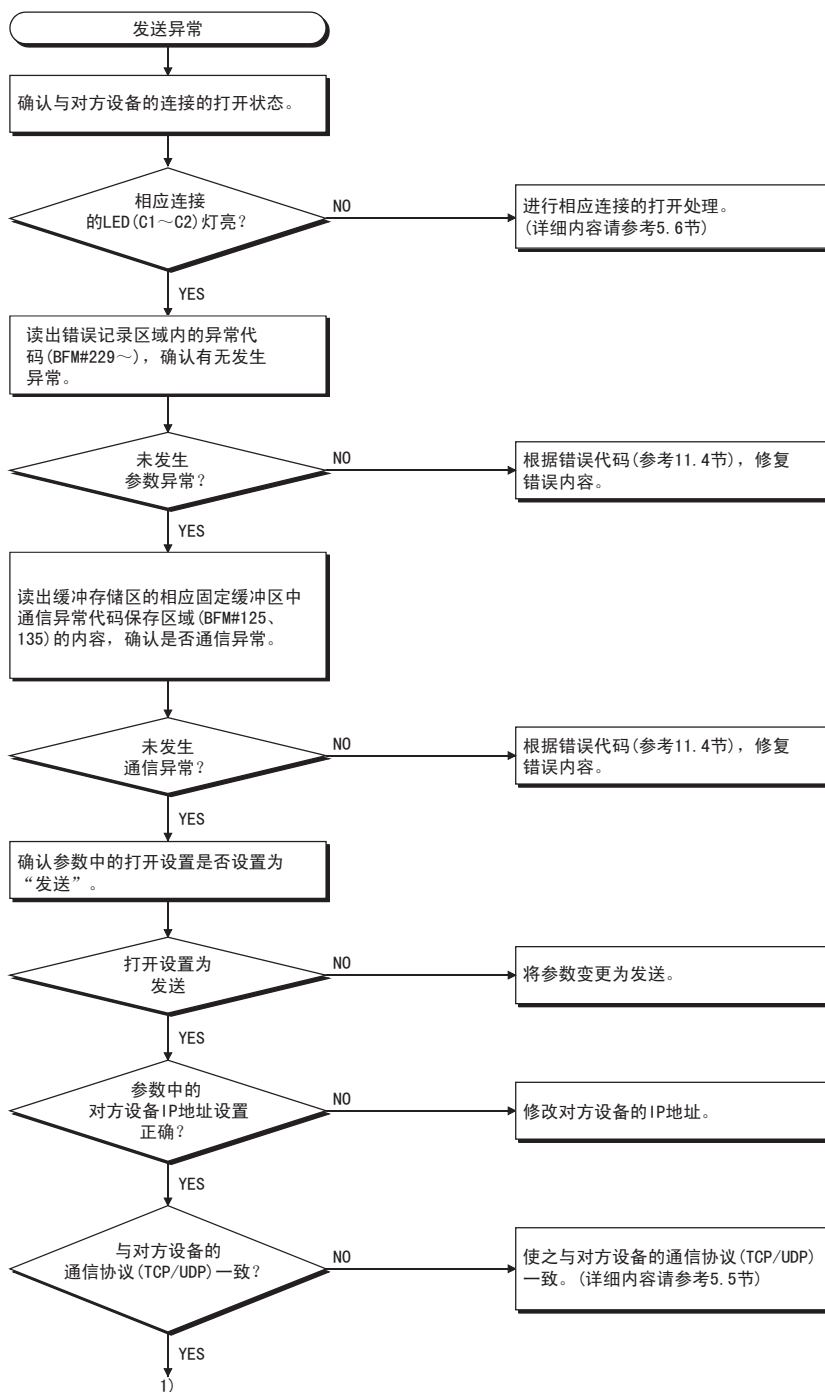 发送异常
确认与对方设备的连接的打开状态。
相应连接
的LED(C1～C2)灯亮？
NO
进行相应连接的打开处理。
(详细内容请参考5.6节)
YES
读出错误记录区域内的异常代
码(BFM#229～)，确认有无发生
异常。
未发生
参数异常？
NO
根据错误代码(参考11.4节)，修复
错误内容。
YES
读出缓冲存储区的相应固定缓冲区中
通信异常代码保存区域(BFM#125、
135)的内容，确认是否通信异常。
未发生
通信异常？
NO
根据错误代码(参考11.4节)，修复
错误内容。
YES
确认参数中的打开设置是否设置为
“发送”。
打开设置为
发送
NO
将参数变更为发送。
YES
参数中的
对方设备IP地址设置
正确？
NO
修改对方设备的IP地址。
YES
与对方设备的
通信协议(TCP/UDP)一致？
NO
使之与对方设备的通信协议(TCP/UDP)
一致。(详细内容请参考5.5节)
YES
1)